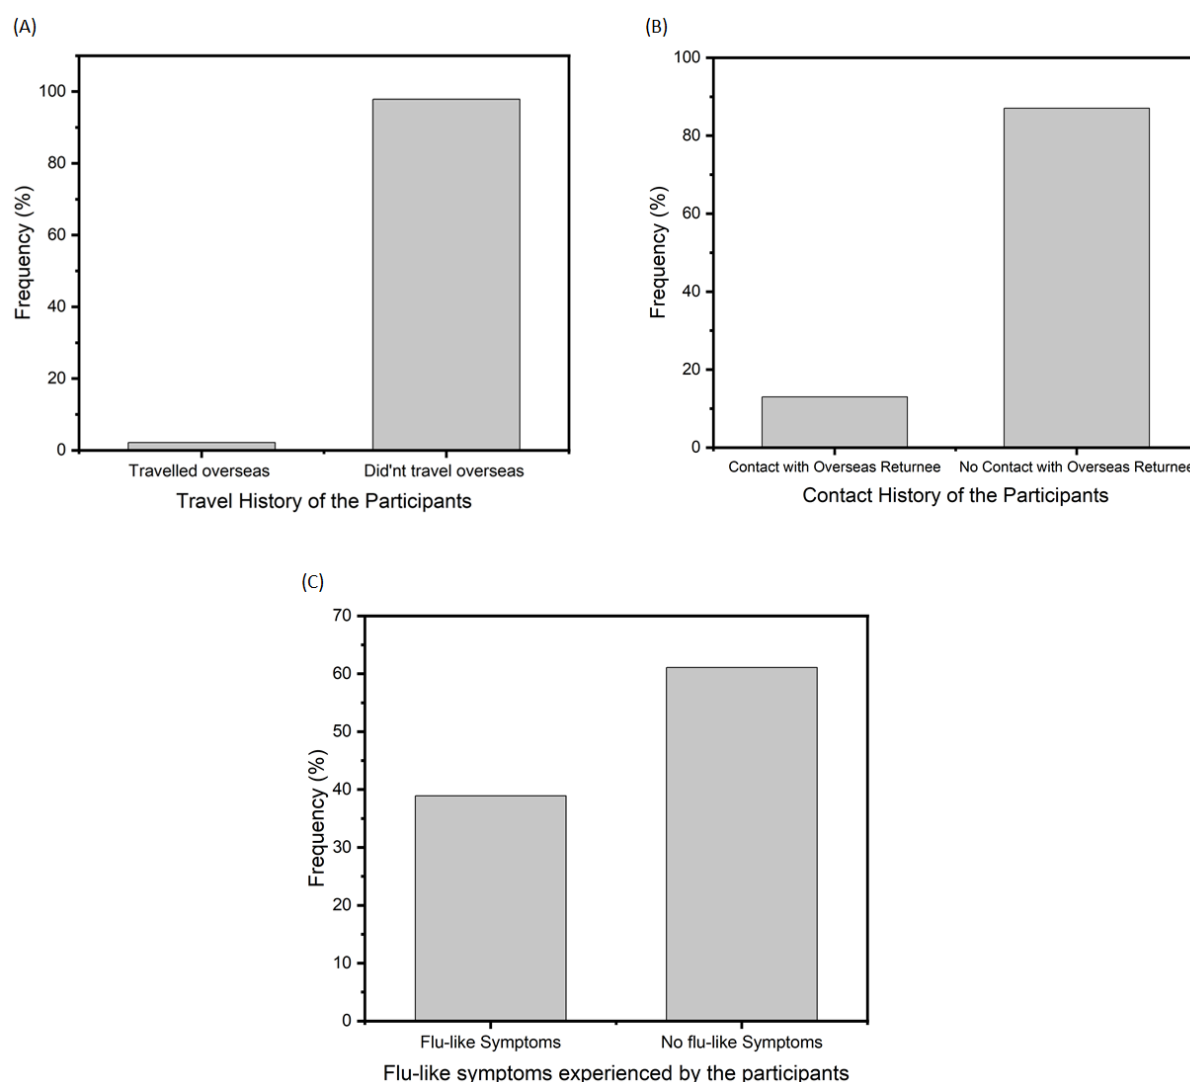 (A)
Frequency (%)
100
80
60
40
20
0
Travelled overseas
Did'nt travel overseas
Travel History of the Participants
(B)
Frequency (%)
100
80
60
40
20
0
Contact with Overseas Returnee
No Contact with Overseas Returnee
Contact History of the Participants
(C)
Frequency (%)
70
60
50
40
30
20
10
0
Flu-like Symptoms
No flu-like Symptoms
Flu-like symptoms experienced by the participants